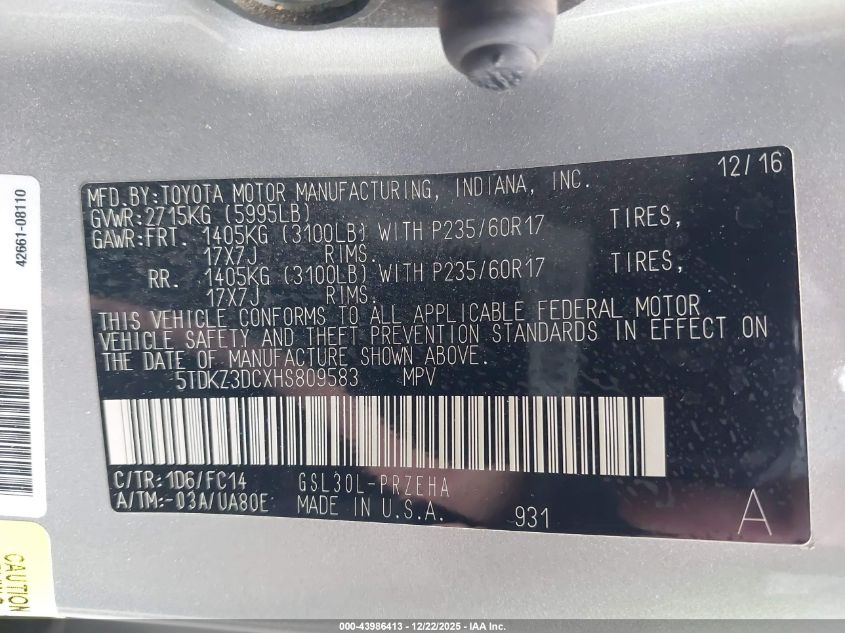 MFD.BY:TOYOTA MOTOR MANUFACTURING, INDIANA, INC. 12/16
GVWR:2715KG (5995LB)
GAWR:FRT. 1405KG (3100LB) WITH P235/60R17 TIRES,
17X7J RIMS.
RR. 1405KG (3100LB) WITH P235/60R17 TIRES,
17X7J RIMS.
THIS VEHICLE CONFORMS TO ALL APPLICABLE FEDERAL MOTOR
VEHICLE SAFETY AND THEFT PREVENTION STANDARDS IN EFFECT ON
THE DATE OF MANUFACTURE SHOWN ABOVE.
5TDKZ3DCXHS809583 MPV
C/TR:1D6/FC14 GSL30L-PRZEHA
A/TM:-03A/UA80E MADE IN U.S.A. 931 A
42661-08110
CAUTION
000-43986413 - 12/22/2025 - IAA Inc.